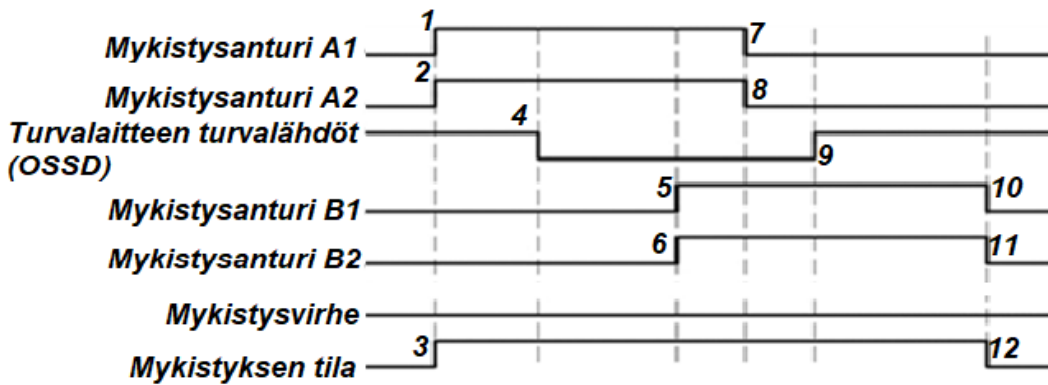 1 7
Mykistysanturi A1
2 8
Mykistysanturi A2
4
Turvalaitteen turvalähdöt
(OSSD) 9
5 10
Mykistysanturi B1
6 11
Mykistysanturi B2
Mykistysvirhe
3 12
Mykistyksen tila